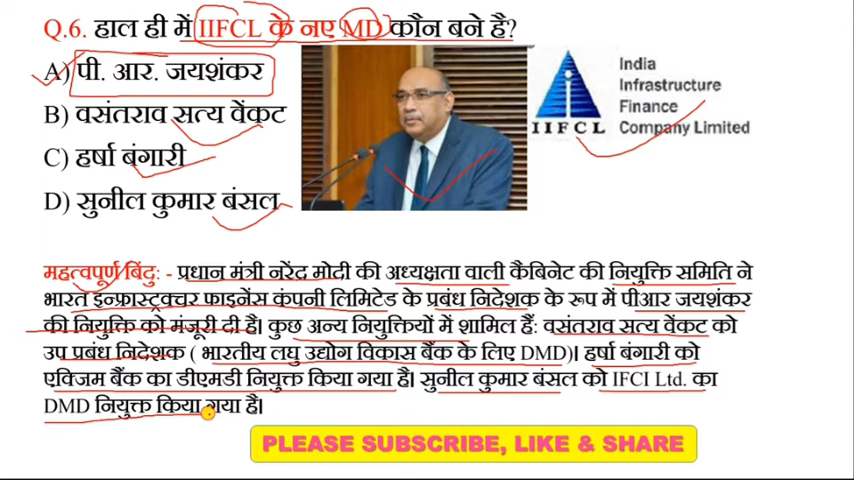 Q.6. हाल ही में IIFCL के नए MD कौन बने है?
A) पी. आर. जयशंकर
B) वसंतराव सत्य वेंकट
C) हर्षा बंगारी
D) सुनील कुमार बंसल
India
Infrastructure
Finance
Company Limited
IIFCL
महत्वपूर्ण बिंदु: - प्रधान मंत्री नरेंद्र मोदी की अध्यक्षता वाली कैबिनेट की नियुक्ति समिति ने
भारत इन्फ्रास्ट्रक्चर फाइनेंस कंपनी लिमिटेड के प्रबंध निदेशक के रूप में पीआर जयशंकर
की नियुक्ति को मंजूरी दी है। कुछ अन्य नियुक्तियों में शामिल हैं: वसंतराव सत्य वेंकट को
उप प्रबंध निदेशक ( भारतीय लघु उद्योग विकास बैंक के लिए DMD)। हर्षा बंगारी को
एक्जिम बैंक का डीएमडी नियुक्त किया गया है। सुनील कुमार बंसल को IFCI Ltd. का
DMD नियुक्त किया गया है।
PLEASE SUBSCRIBE, LIKE & SHARE